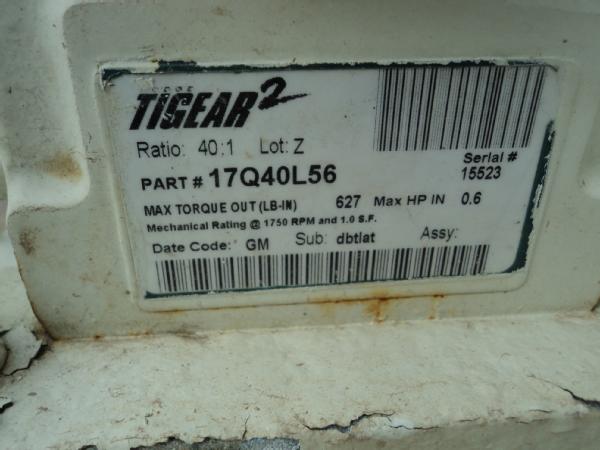 TIGEAR2
Ratio: 40:1 Lot: Z
Serial #
15523
PART # 17Q40L56
MAX TORQUE OUT (LB-IN) 627 Max HP IN 0.6
Mechanical Rating @ 1750 RPM and 1.0 S.F.
Date Code: GM Sub: dbtlat Assy: